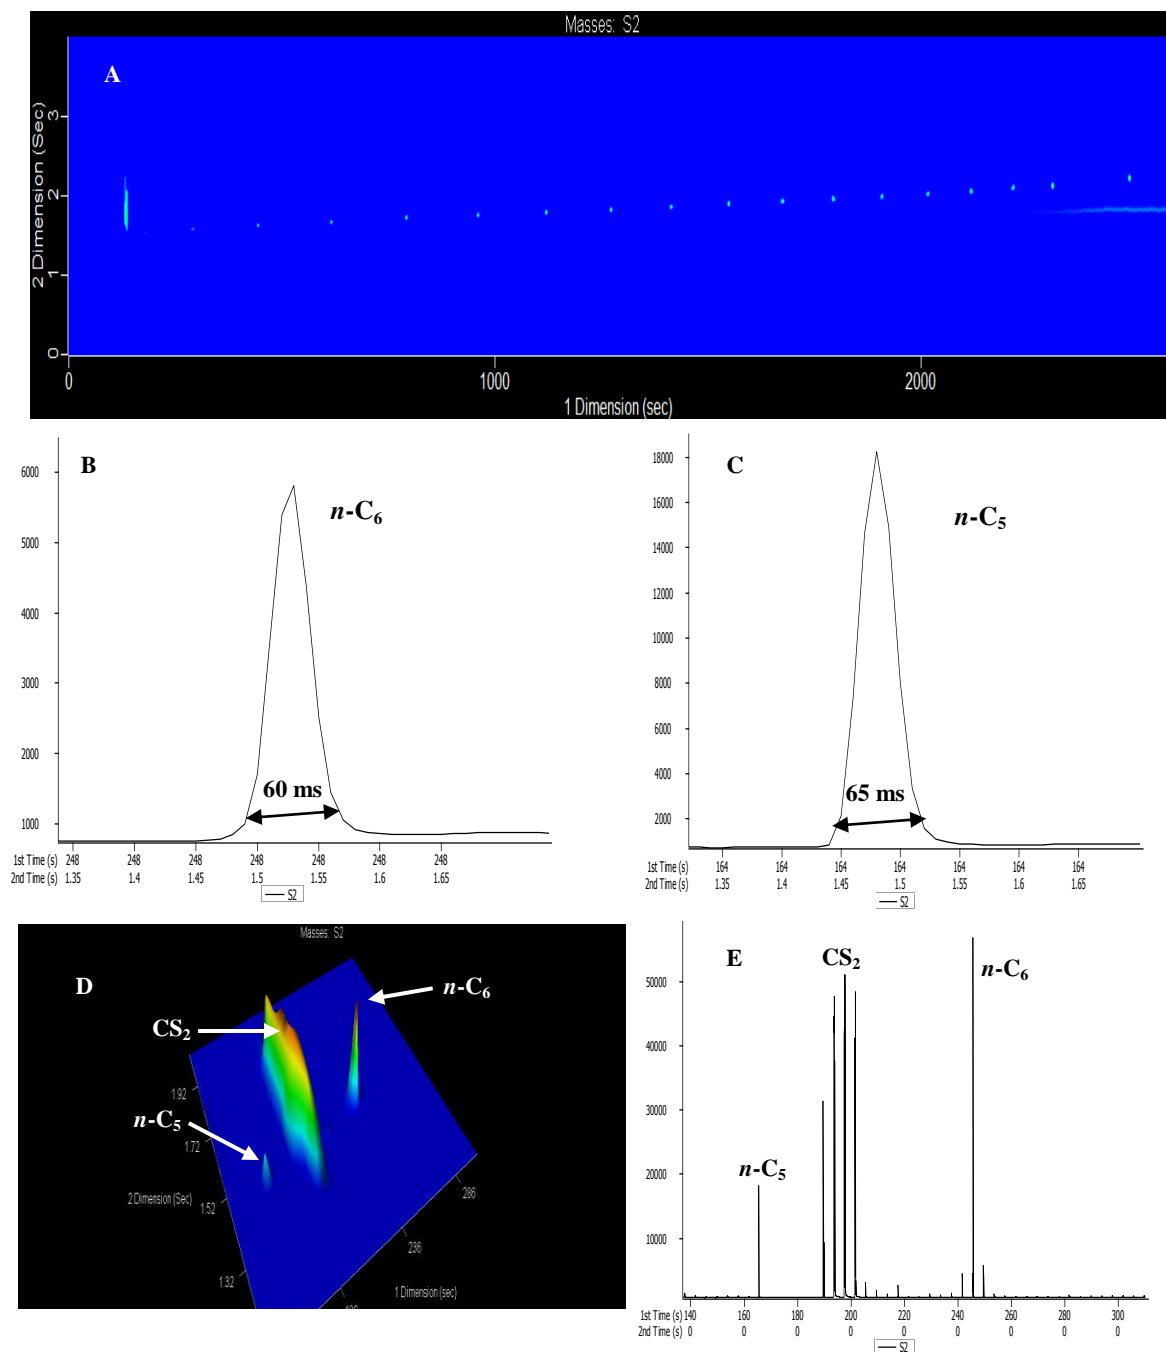 Masses: S2
A
2 Dimension (Sec)
3
2
1
0
0 1000 2000
1 Dimension (sec)
B
n-C6
6000
5000
4000
3000
2000
1000
60 ms
1st Time (s) 248 248 248 248 248 248 248
2nd Time (s) 1.35 1.4 1.45 1.5 1.55 1.6 1.65
S2
C
n-C5
18000
16000
14000
12000
10000
8000
6000
4000
2000
65 ms
1st Time (s) 164 164 164 164 164 164 164
2nd Time (s) 1.35 1.4 1.45 1.5 1.55 1.6 1.65
S2
Masses: S2
D
n-C6
CS2
n-C5
1.92
1.72
1.52
1.32
2 Dimension (Sec)
286
236
1 Dimension (sec)
E
CS2
n-C6
n-C5
50000
40000
30000
20000
10000
1st Time (s) 140 160 180 200 220 240 260 280 300
2nd Time (s) 0 0 0 0 0 0 0 0 0
S2